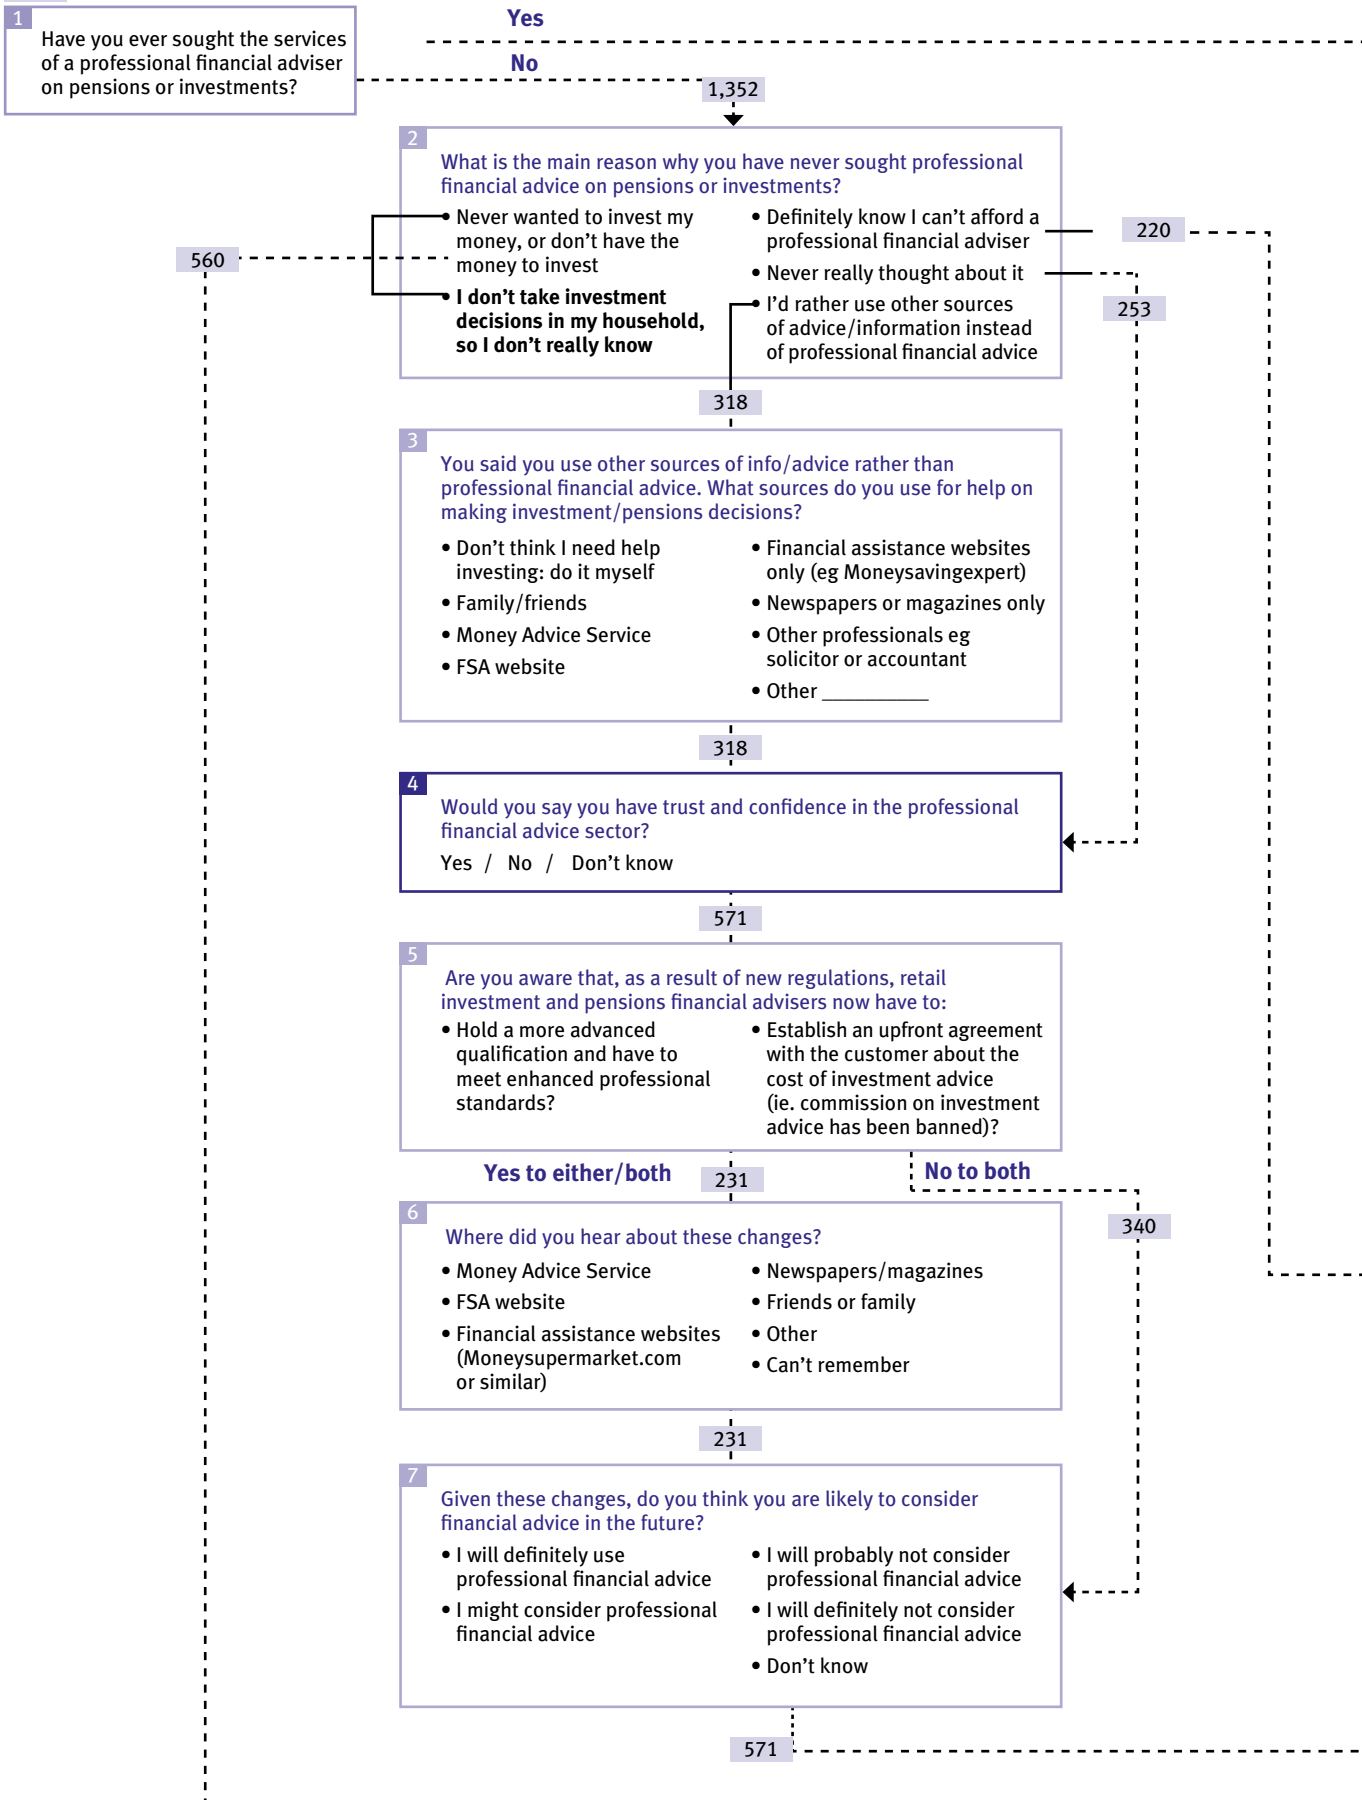 1
Have you ever sought the services
of a professional financial adviser
on pensions or investments?
Yes
No
1,352
2
What is the main reason why you have never sought professional
financial advice on pensions or investments?
• Never wanted to invest my
money, or don't have the
money to invest
• I don't take investment
decisions in my household,
so I don't really know
• Definitely know I can't afford a
professional financial adviser
• Never really thought about it
• I'd rather use other sources
of advice/information instead
of professional financial advice
560
220
253
318
3
You said you use other sources of info/advice rather than
professional financial advice. What sources do you use for help on
making investment/pensions decisions?
• Don't think I need help
investing: do it myself
• Family/friends
• Money Advice Service
• FSA website
• Financial assistance websites
only (eg Moneysavingexpert)
• Newspapers or magazines only
• Other professionals eg
solicitor or accountant
• Other __________
318
4
Would you say you have trust and confidence in the professional
financial advice sector?
Yes / No / Don't know
571
5
Are you aware that, as a result of new regulations, retail
investment and pensions financial advisers now have to:
• Hold a more advanced
qualification and have to
meet enhanced professional
standards?
• Establish an upfront agreement
with the customer about the
cost of investment advice
(ie. commission on investment
advice has been banned)?
Yes to either/both
231
No to both
340
6
Where did you hear about these changes?
• Money Advice Service
• FSA website
• Financial assistance websites
(Moneysupermarket.com
or similar)
• Newspapers/magazines
• Friends or family
• Other
• Can't remember
231
7
Given these changes, do you think you are likely to consider
financial advice in the future?
• I will definitely use
professional financial advice
• I might consider professional
financial advice
• I will probably not consider
professional financial advice
• I will definitely not consider
professional financial advice
• Don't know
571